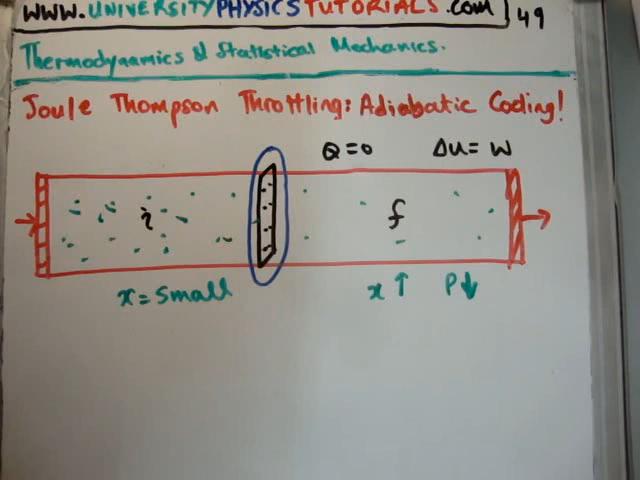 WWW.UNIVERSITYPHYSICSTUTORIALS.com 49
Thermodynamics & Statistical Mechanics.
Joule Thompson Throttling: Adiabatic Cooling!
Q=0 ΔU=W
i f
x=small x↑ P↓